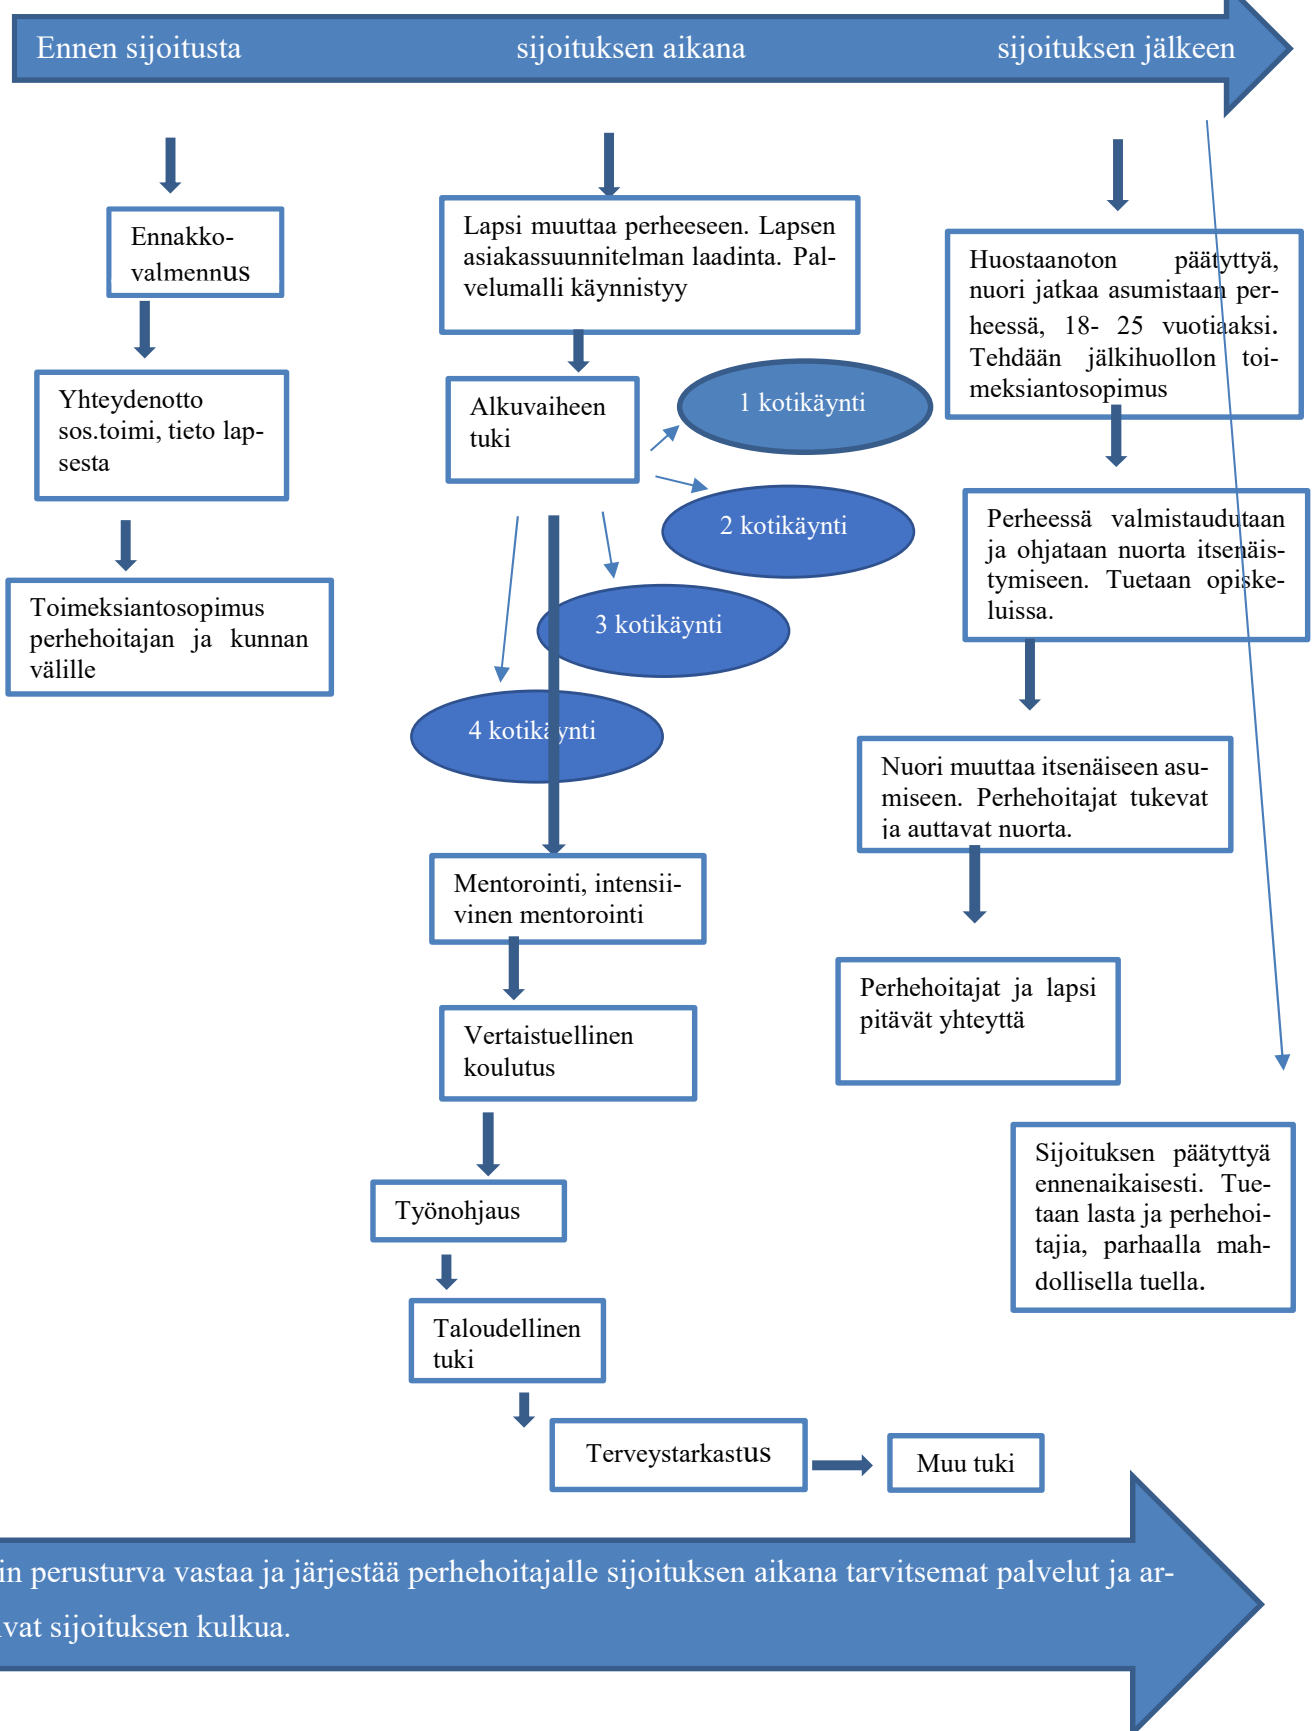 Ennen sijoitusta sijoituksen aikana sijoituksen jälkeen
Ennakko-
valmennus
Yhteydenotto
sos.toimi, tieto lap-
sesta
Toimeksiantosopimus
perhehoitajan ja kunnan
välille
Lapsi muuttaa perheeseen. Lapsen
asiakassuunnitelman laadinta. Pal-
velumalli käynnistyy
Alkuvaiheen
tuki
1 kotikäynti
2 kotikäynti
3 kotikäynti
4 kotikäynti
Mentorointi, intensii-
vinen mentorointi
Vertaistuellinen
koulutus
Työnohjaus
Taloudellinen
tuki
Terveystarkastus
Muu tuki
Huostaanoton päätyttyä,
nuori jatkaa asumistaan per-
heessä, 18- 25 vuotiaaksi.
Tehdään jälkihuollon toi-
meksiantosopimus
Perheessä valmistaudutaan
ja ohjataan nuorta itsenäis-
tymiseen. Tuetaan opiske-
luissa.
Nuori muuttaa itsenäiseen asu-
miseen. Perhehoitajat tukevat
ja auttavat nuorta.
Perhehoitajat ja lapsi
pitävät yhteyttä
Sijoituksen päätyttyä
ennenaikaisesti. Tue-
taan lasta ja perhehoi-
tajia, parhaalla mah-
dollisella tuella.
in perusturva vastaa ja järjestää perhehoitajalle sijoituksen aikana tarvitsemat palvelut ja ar-
vat sijoituksen kulkua.